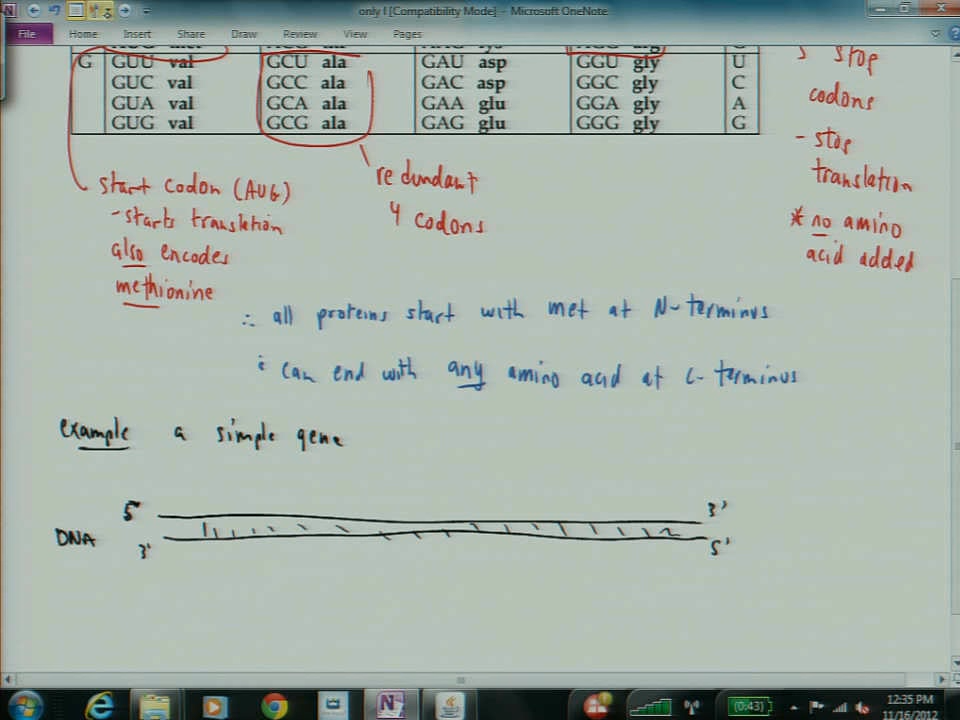 only I [Compatibility Mode] - Microsoft OneNote
File Home Insert Share Draw Review View Pages
G GUU val GCU ala GAU asp GGU gly U
GUC val GCC ala GAC asp GGC gly C
GUA val GCA ala GAA glu GGA gly A
GUG val GCG ala GAG glu GGG gly G
3 stop
codons
- stop
translation
* no amino
acid added
start codon (AUG)
-starts translation
also encodes
methionine
redundant
4 codons
∴ all proteins start with met at N-terminus
can end with any amino acid at C-terminus
example a simple gene
5' 3'
DNA
3' 5'
(0:43)
12:35 PM
11/16/2012